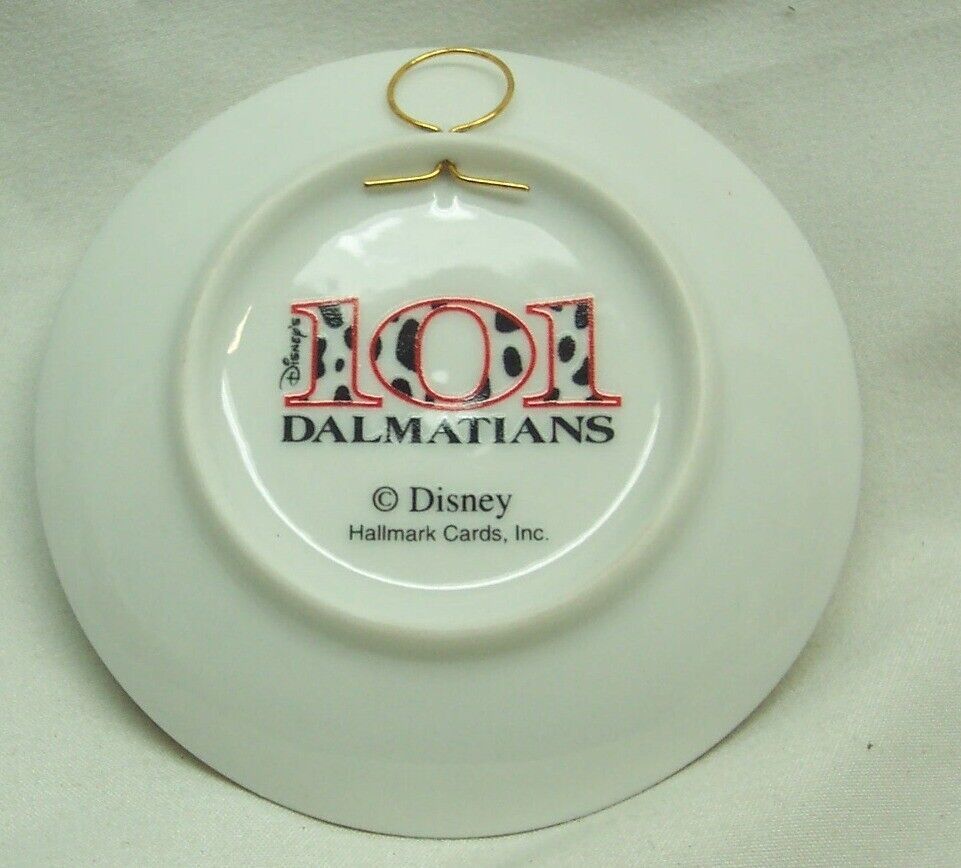 Disney's
101
DALMATIANS
© Disney
Hallmark Cards, Inc.